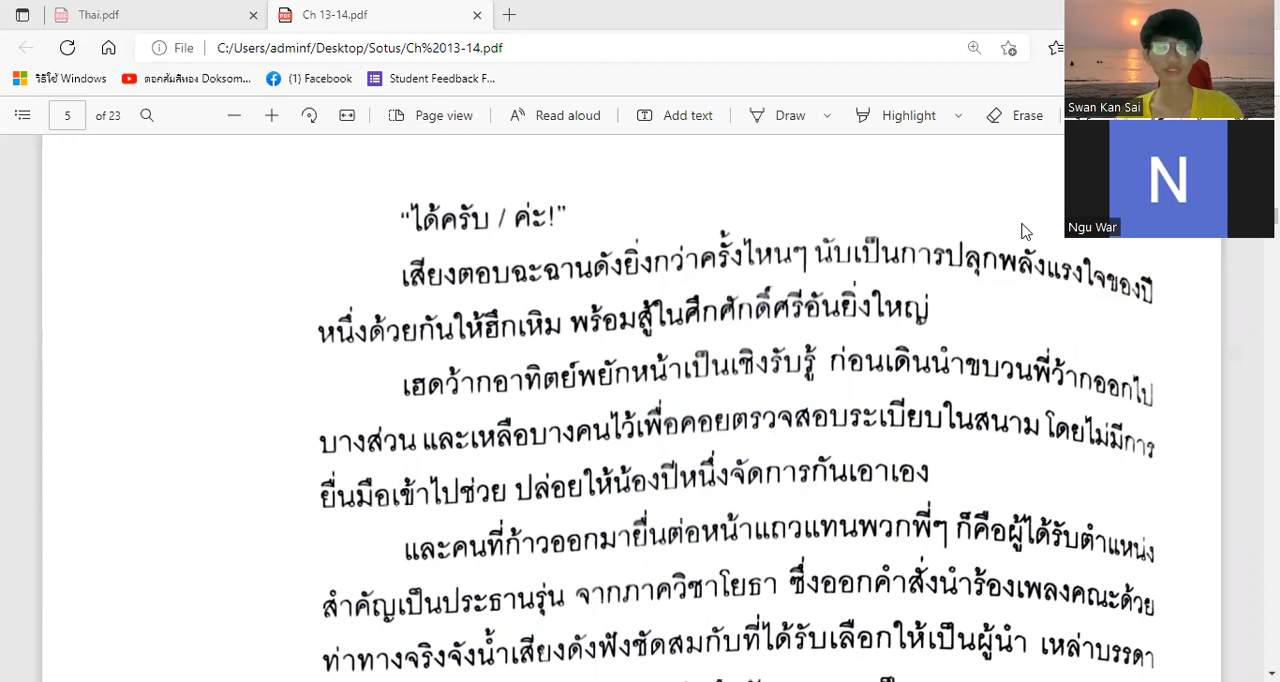 Thai.pdf
Ch 13-14.pdf
File C:/Users/adminf/Desktop/Sotus/Ch%2013-14.pdf
วิธีใช้ Windows
ดอกส้มสีทอง Doksom...
(1) Facebook
Student Feedback F...
5 of 23
Page view
Read aloud
Add text
Draw
Highlight
Erase
Swan Kan Sai
N
Ngu War
“ได้ครับ / ค่ะ!”
เสียงตอบฉะฉานดังยิ่งกว่าครั้งไหนๆ นับเป็นการปลุกพลังแรงใจของปี
หนึ่งด้วยกันให้ฮึกเหิม พร้อมสู้ในศึกศักดิ์ศรีอันยิ่งใหญ่
เฮดว้ากอาทิตย์พยักหน้าเป็นเชิงรับรู้ ก่อนเดินนำขบวนพี่ว้ากออกไป
บางส่วน และเหลือบางคนไว้เพื่อคอยตรวจสอบระเบียบในสนาม โดยไม่มีการ
ยื่นมือเข้าไปช่วย ปล่อยให้น้องปีหนึ่งจัดการกันเอาเอง
และคนที่ก้าวออกมายืนต่อหน้าแถวแทนพวกพี่ๆ ก็คือผู้ได้รับตำแหน่ง
สำคัญเป็นประธานรุ่น จากภาควิชาโยธา ซึ่งออกคำสั่งนำร้องเพลงคณะด้วย
ท่าทางจริงจังน้ำเสียงดังฟังชัดสมกับที่ได้รับเลือกให้เป็นผู้นำ เหล่าบรรดา